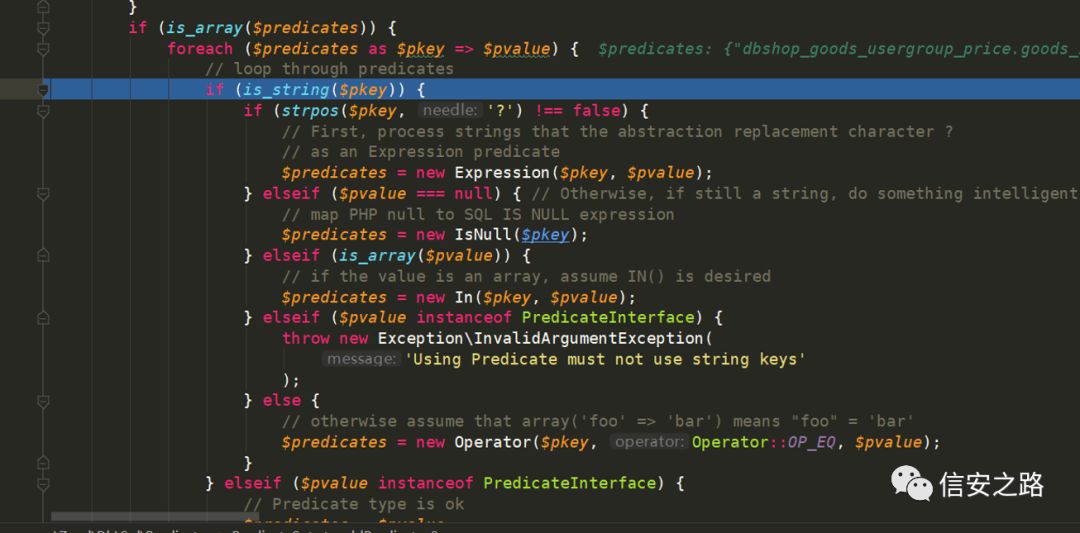 }
if (is_array($predicates)) {
foreach ($predicates as $pkey => $pvalue) {  $predicates: {"dbshop_goods_usergroup_price.goods_
// loop through predicates
if (is_string($pkey)) {
if (strpos($pkey, needle: '?') !== false) {
// First, process strings that the abstraction replacement character ?
// as an Expression predicate
$predicates = new Expression($pkey, $pvalue);
} elseif ($pvalue === null) { // Otherwise, if still a string, do something intelligent
// map PHP null to SQL IS NULL expression
$predicates = new IsNull($pkey);
} elseif (is_array($pvalue)) {
// if the value is an array, assume IN() is desired
$predicates = new In($pkey, $pvalue);
} elseif ($pvalue instanceof PredicateInterface) {
throw new Exception\InvalidArgumentException(
message: 'Using Predicate must not use string keys'
);
} else {
// otherwise assume that array('foo' => 'bar') means "foo" = 'bar'
$predicates = new Operator($pkey, operator: Operator::OP_EQ, $pvalue);
}
} elseif ($pvalue instanceof PredicateInterface) {
// Predicate type is ok
信安之路